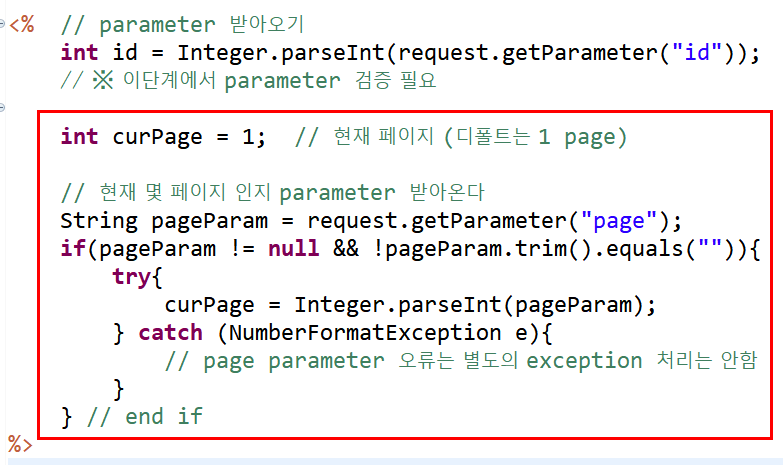 <%  // parameter 받아오기
    int id = Integer.parseInt(request.getParameter("id"));
    // ※ 이단계에서 parameter 검증 필요
    int curPage = 1;  // 현재 페이지 (디폴트는 1 page)
    // 현재 몇 페이지 인지 parameter 받아온다
    String pageParam = request.getParameter("page");
    if(pageParam != null && !pageParam.trim().equals("")){
        try{
            curPage = Integer.parseInt(pageParam);
        } catch (NumberFormatException e){
            // page parameter 오류는 별도의 exception 처리는 안함
        }
    } // end if
%>